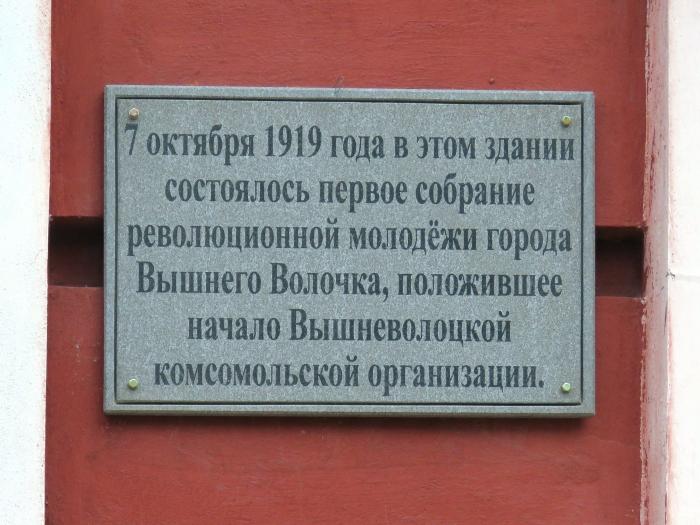 7 октября 1919 года в этом здании
состоялось первое собрание
революционной молодёжи города
Вышнего Волочка, положившее
начало Вышневолоцкой
комсомольской организации.